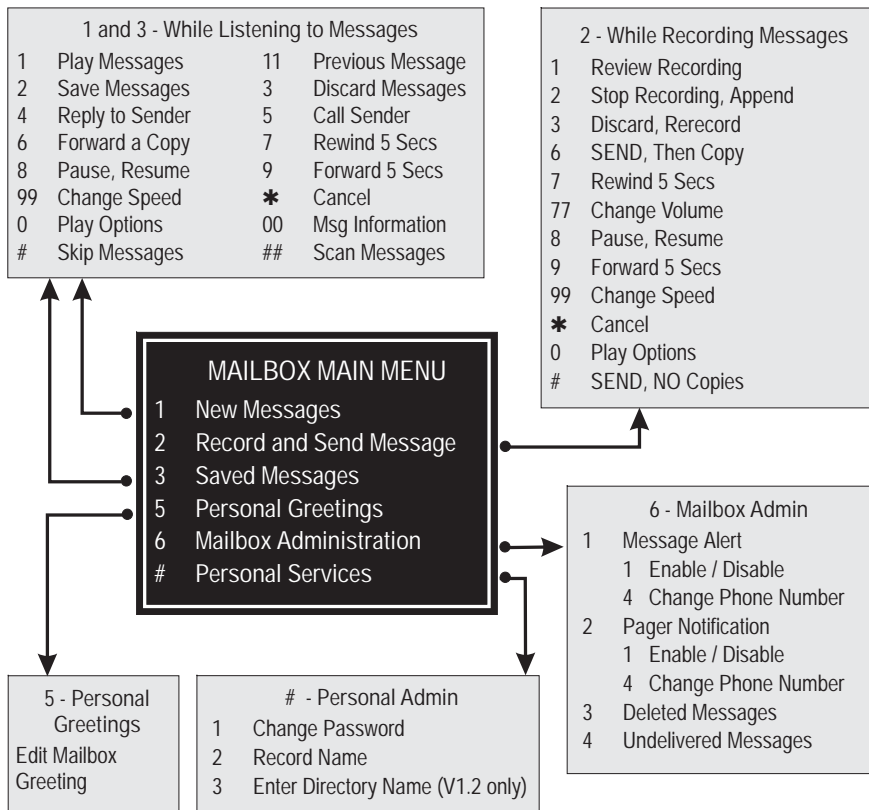 1 and 3 - While Listening to Messages
1 Play Messages 11 Previous Message
2 Save Messages 3 Discard Messages
4 Reply to Sender 5 Call Sender
6 Forward a Copy 7 Rewind 5 Secs
8 Pause, Resume 9 Forward 5 Secs
99 Change Speed ✱ Cancel
0 Play Options 00 Msg Information
# Skip Messages ## Scan Messages
2 - While Recording Messages
1 Review Recording
2 Stop Recording, Append
3 Discard, Rerecord
6 SEND, Then Copy
7 Rewind 5 Secs
77 Change Volume
8 Pause, Resume
9 Forward 5 Secs
99 Change Speed
✱ Cancel
0 Play Options
# SEND, NO Copies
MAILBOX MAIN MENU
1 New Messages
2 Record and Send Message
3 Saved Messages
5 Personal Greetings
6 Mailbox Administration
# Personal Services
6 - Mailbox Admin
1 Message Alert
1 Enable / Disable
4 Change Phone Number
2 Pager Notification
1 Enable / Disable
4 Change Phone Number
3 Deleted Messages
4 Undelivered Messages
5 - Personal
Greetings
Edit Mailbox
Greeting
# - Personal Admin
1 Change Password
2 Record Name
3 Enter Directory Name (V1.2 only)